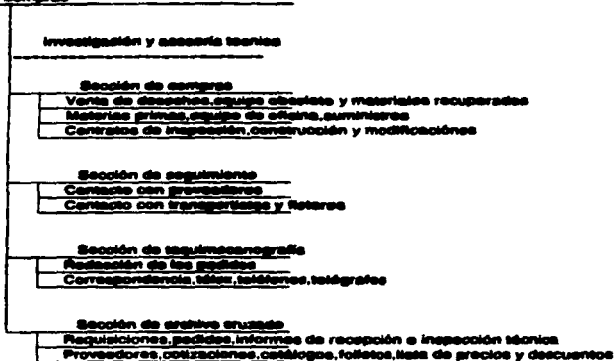 Investigación y asesoría tecnica
Sección de compras
Venta de desechos,equipo obsoleto y materiales recuperados
Materias primas,equipo de oficina,suministros
Contratos de inspección,construcción y modificaciónes
Sección de seguimiento
Contacto con proveedores
Contacto con transportistas y fleteros
Sección de taquimecanografía
Redacción de los pedidos
Correspondencia,télex,teléfonos,telégrafos
Sección de archivo cruzado
Requisiciones,pedidos,informes de recepción e inspección técnica
Proveedores,cotizaciones,catálogos,folletos,lista de precios y descuentos